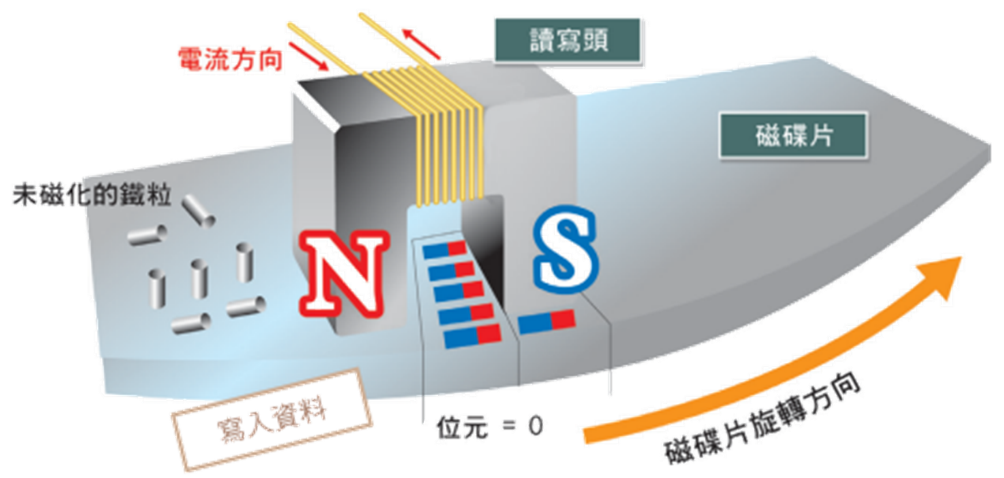 讀寫頭
電流方向
磁碟片
未磁化的鐵粒
N
S
寫入資料
位元 = 0
磁碟片旋轉方向